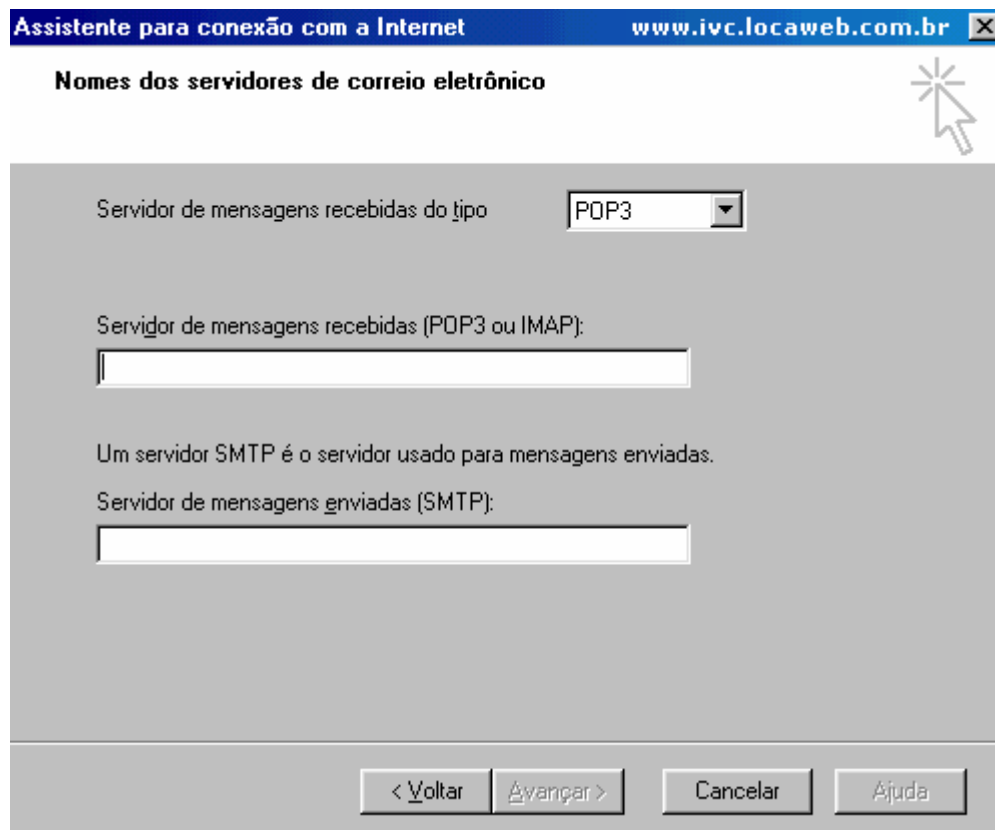 Assistente para conexão com a Internet www.ivc.locaweb.com.br
Nomes dos servidores de correio eletrônico
Servidor de mensagens recebidas do tipo POP3
Servidor de mensagens recebidas (POP3 ou IMAP):
Um servidor SMTP é o servidor usado para mensagens enviadas.
Servidor de mensagens enviadas (SMTP):
< Voltar Avançar > Cancelar Ajuda